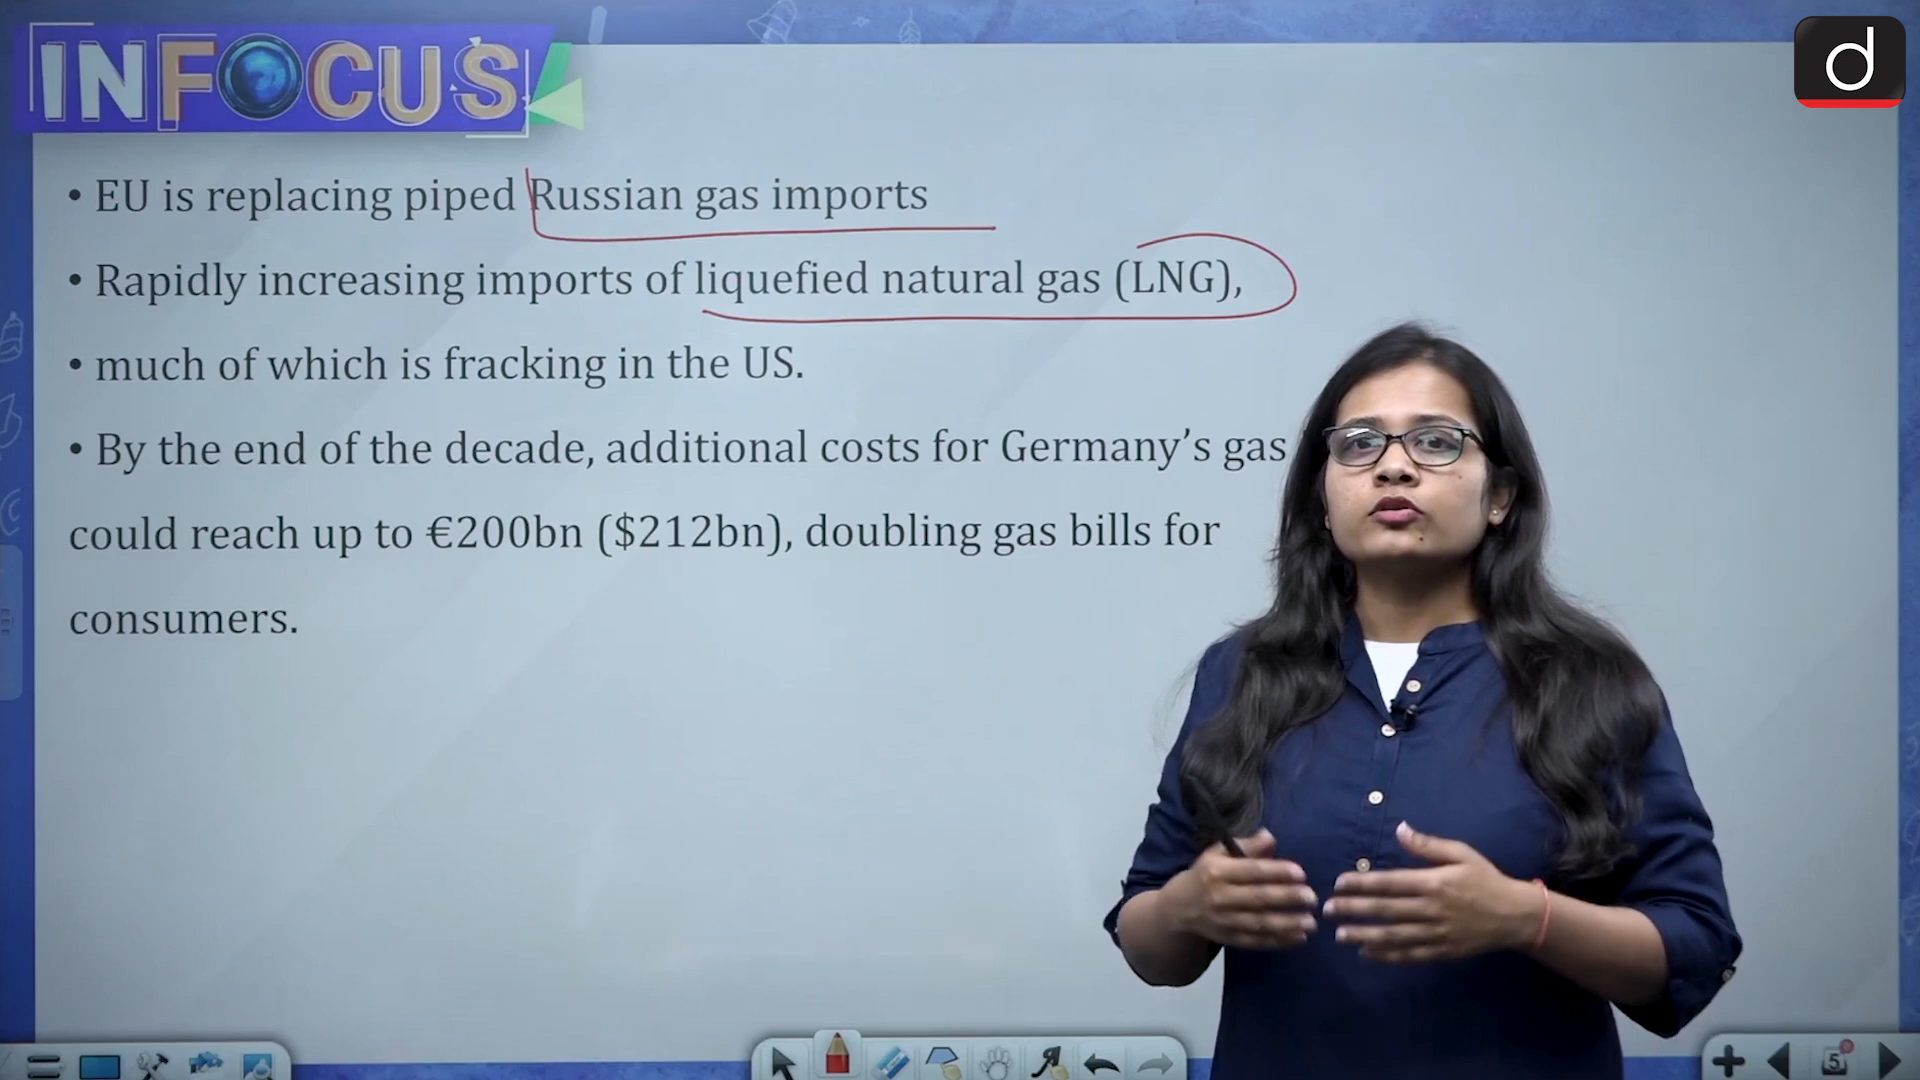 INFOCUS
d
• EU is replacing piped Russian gas imports
• Rapidly increasing imports of liquefied natural gas (LNG),
• much of which is fracking in the US.
• By the end of the decade, additional costs for Germany’s gas
could reach up to €200bn ($212bn), doubling gas bills for
consumers.
5